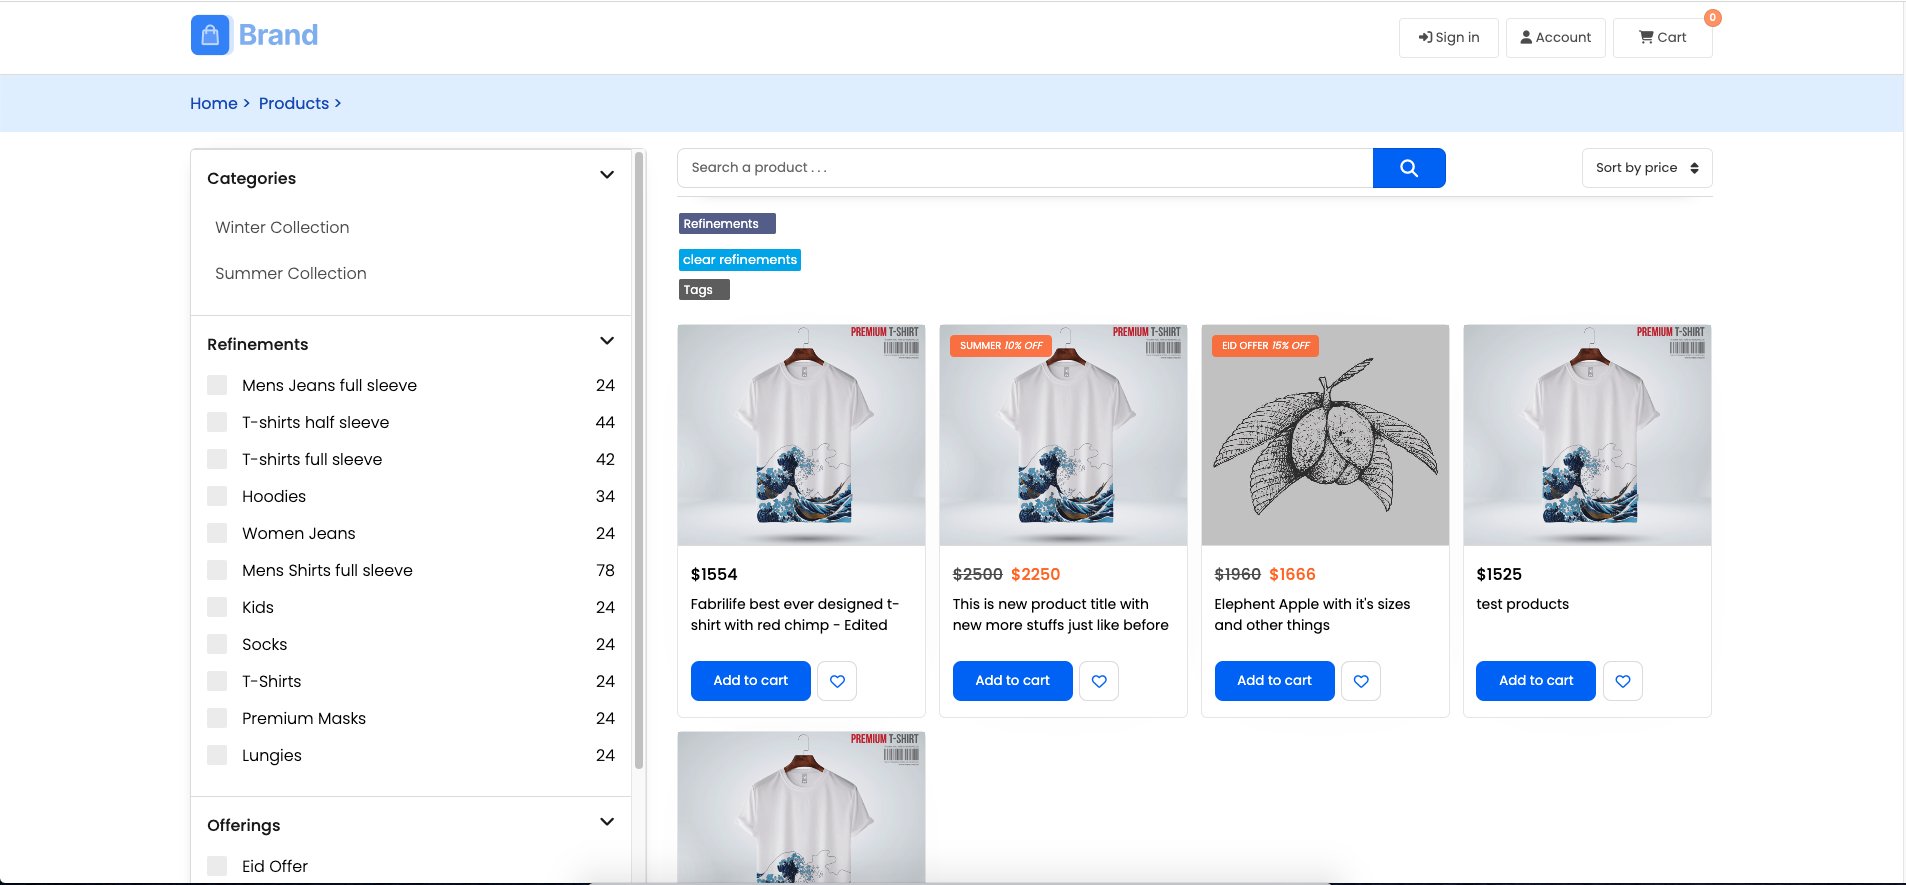 Brand
Sign in
Account
Cart
0
Home >
Products >
Categories
Winter Collection
Summer Collection
Refinements
Mens Jeans full sleeve 24
T-shirts half sleeve 44
T-shirts full sleeve 42
Hoodies 34
Women Jeans 24
Mens Shirts full sleeve 78
Kids 24
Socks 24
T-Shirts 24
Premium Masks 24
Lungies 24
Offerings
Eid Offer
Search a product . . .
Sort by price
Refinements
clear refinements
Tags
PREMIUM T-SHIRT
$1554
Fabrilife best ever designed t-
shirt with red chimp - Edited
Add to cart
SUMMER 10% OFF
PREMIUM T-SHIRT
$2500 $2250
This is new product title with
new more stuffs just like before
Add to cart
EID OFFER 15% OFF
$1960 $1666
Elephent Apple with it's sizes
and other things
Add to cart
PREMIUM T-SHIRT
$1525
test products
Add to cart
PREMIUM T-SHIRT